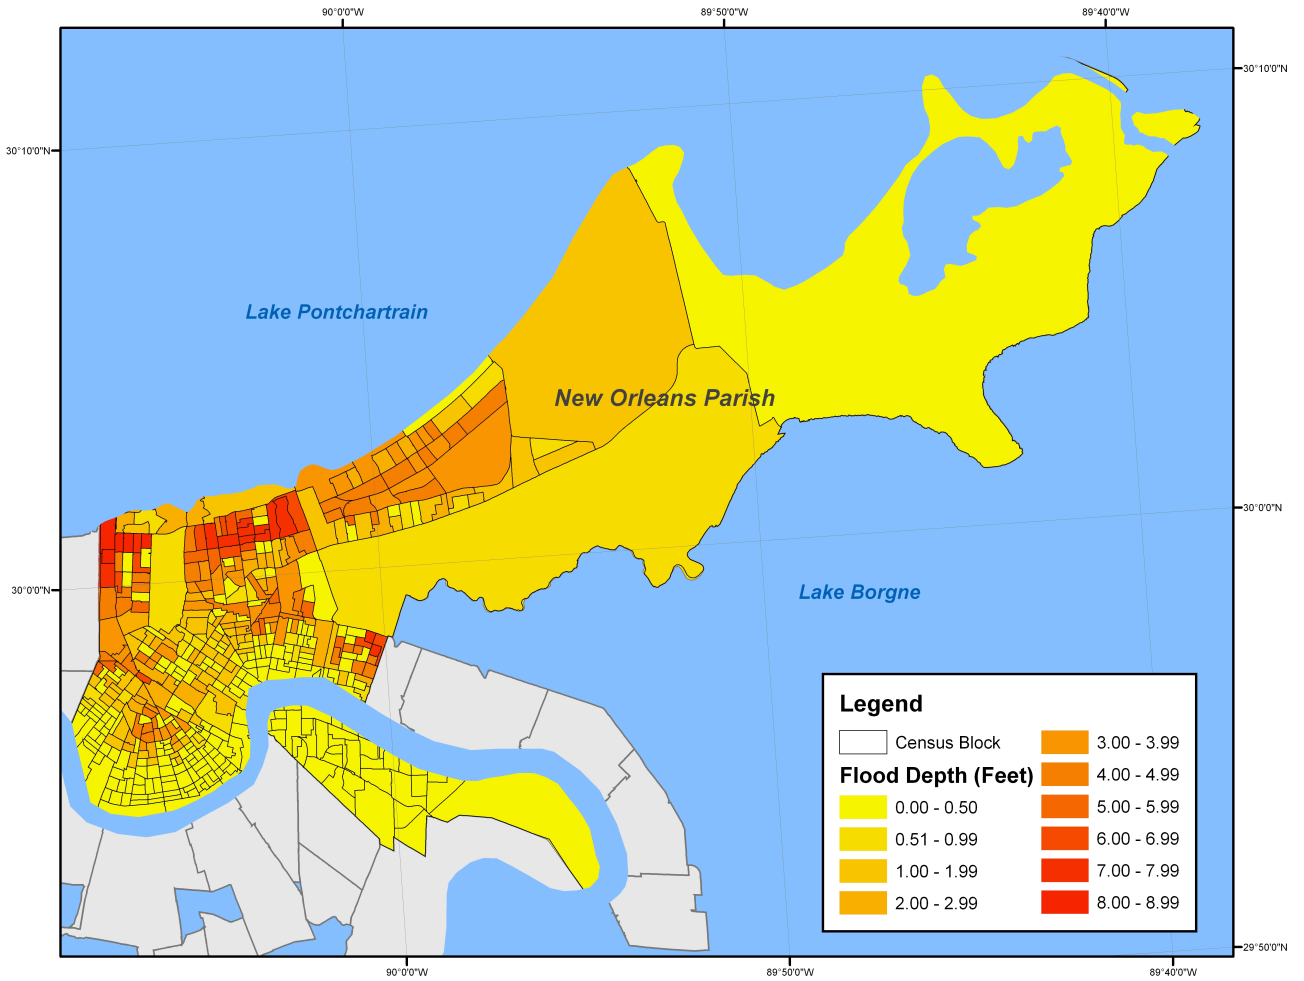 90°0'0"W
89°50'0"W
89°40'0"W
30°10'0"N
30°10'0"N
Lake Pontchartrain
New Orleans Parish
30°0'0"N
30°0'0"N
Lake Borgne
Legend
Census Block
Flood Depth (Feet)
0.00 - 0.50
0.51 - 0.99
1.00 - 1.99
2.00 - 2.99
3.00 - 3.99
4.00 - 4.99
5.00 - 5.99
6.00 - 6.99
7.00 - 7.99
8.00 - 8.99
29°50'0"N
90°0'0"W
89°50'0"W
89°40'0"W